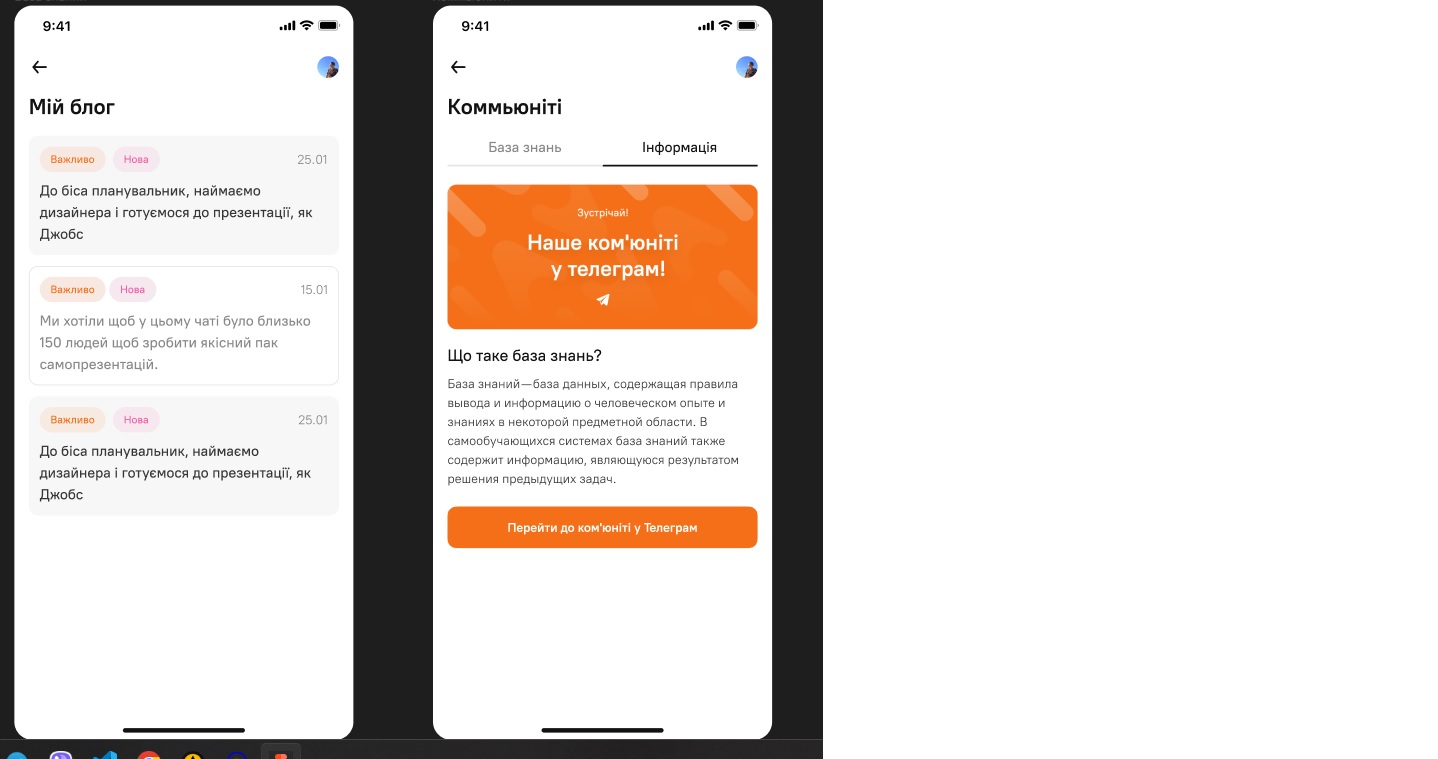 9:41
Мій блог
Важливо Нова 25.01
До біса планувальник, наймаємо
дизайнера і готуємося до презентації, як
Джобс
Важливо Нова 15.01
Ми хотіли щоб у цьому чаті було близько
150 людей щоб зробити якісний пак
самопрезентацій.
Важливо Нова 25.01
До біса планувальник, наймаємо
дизайнера і готуємося до презентації, як
Джобс
9:41
Коммьюніті
База знань Інформація
Зустрічай!
Наше ком'юніті
у телеграм!
Що таке база знань?
База знаний—база данных, содержащая правила
вывода и информацию о человеческом опыте и
знаниях в некоторой предметной области. В
самообучающихся системах база знаний также
содержит информацию, являющуюся результатом
решения предыдущих задач.
Перейти до ком'юніті у Телеграм